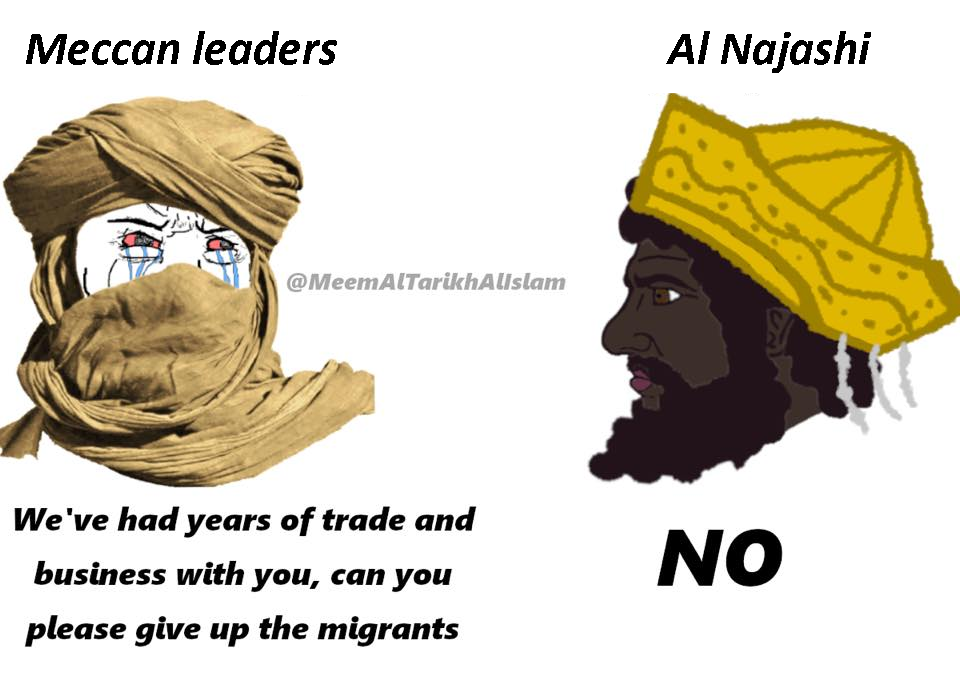 Meccan leaders
Al Najashi
@MeemAlTarikhAlIslam
We've had years of trade and
business with you, can you
please give up the migrants
NO